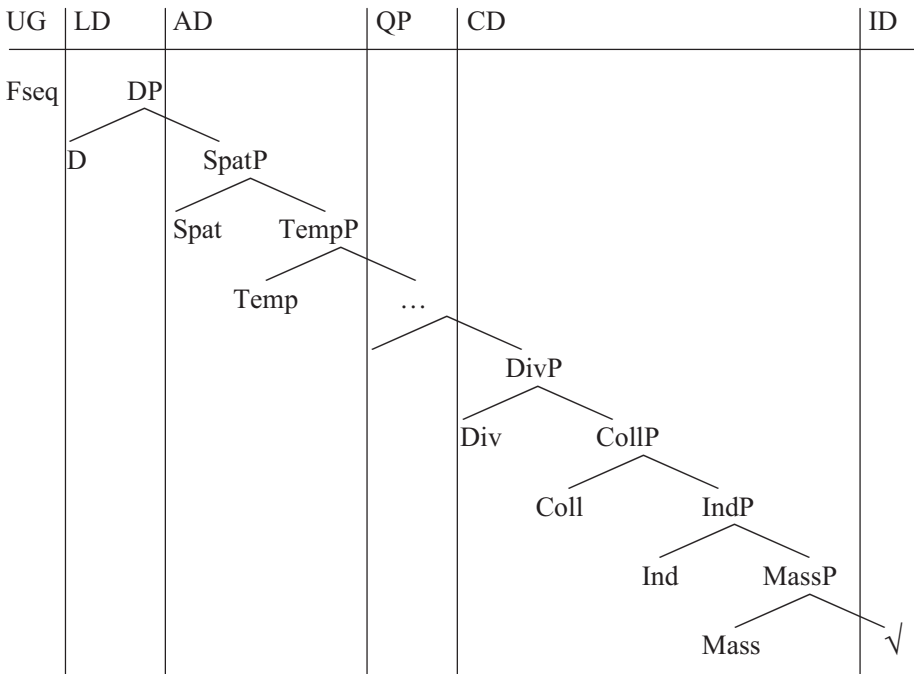 UG LD AD QP CD ID
Fseq DP
D SpatP
Spat TempP
Temp …
DivP
Div CollP
Coll IndP
Ind MassP
Mass √